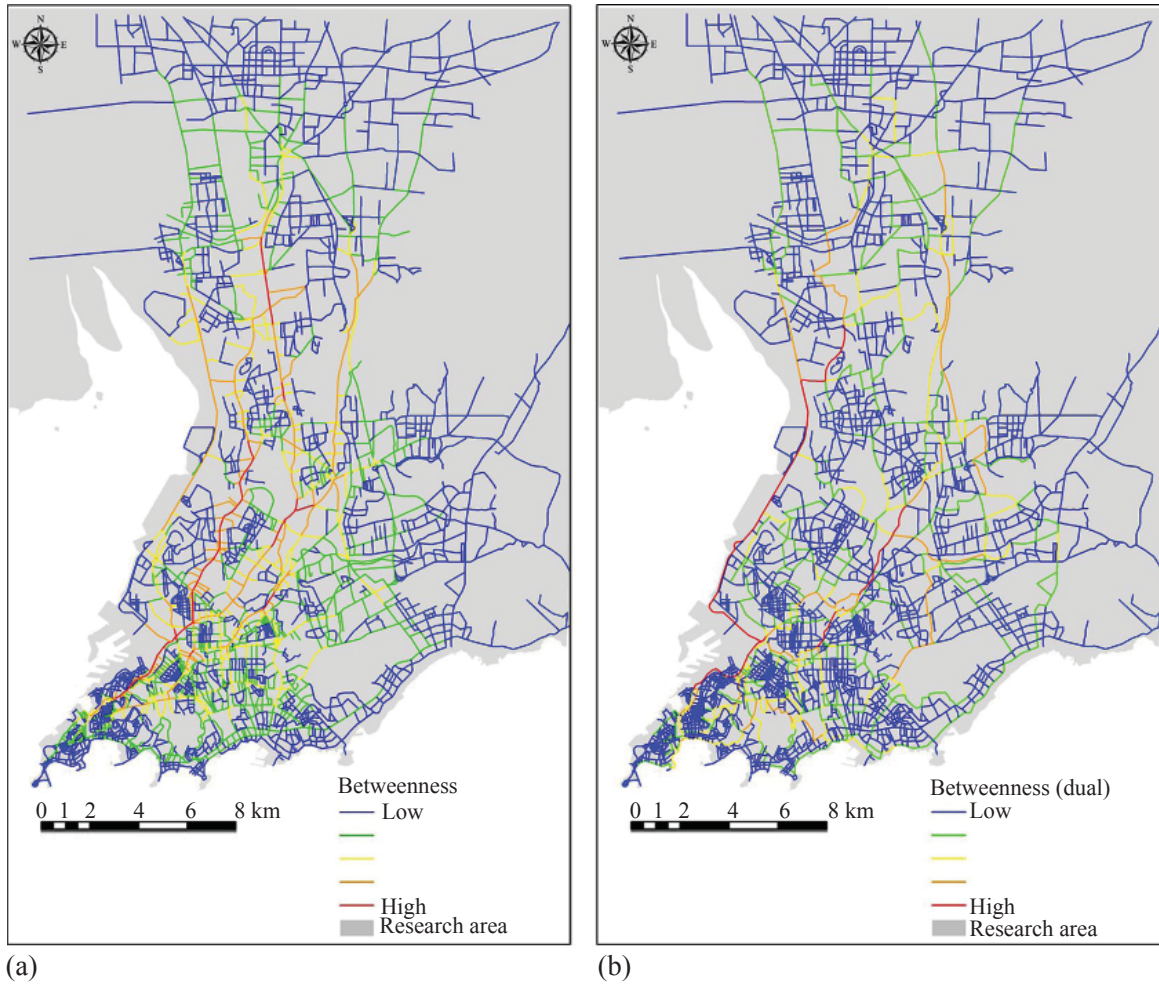 N
W E
S
Betweenness
0 1 2 4 6 8 km
Low
High
Research area
(a)
N
W E
S
Betweenness (dual)
0 1 2 4 6 8 km
Low
High
Research area
(b)